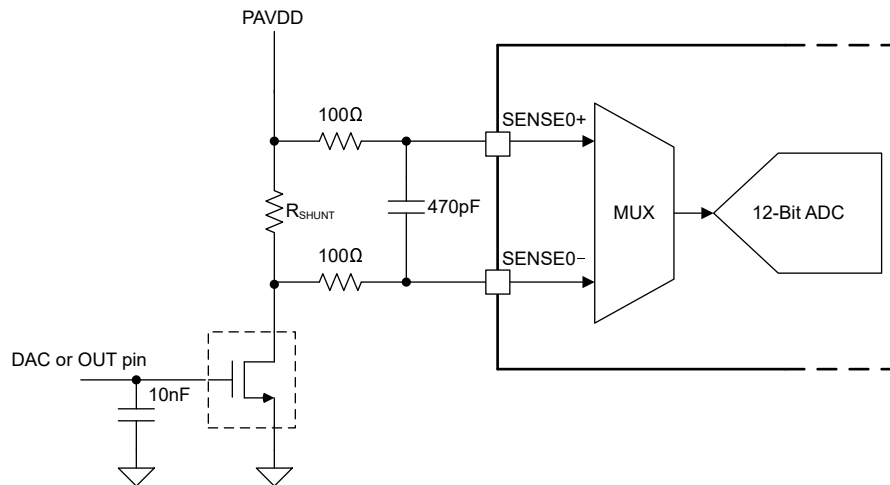 PAVDD
100Ω
SENSE0+
RSHUNT
470pF
MUX
12-Bit ADC
100Ω
SENSE0−
DAC or OUT pin
10nF